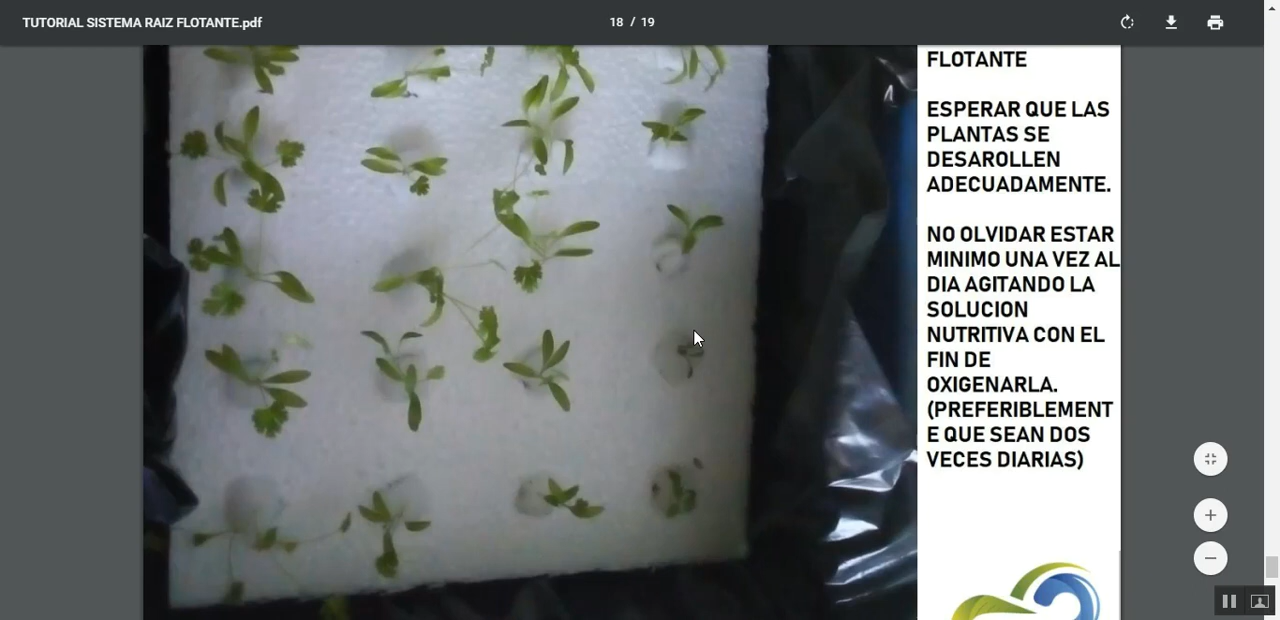 TUTORIAL SISTEMA RAIZ FLOTANTE.pdf
18 / 19
FLOTANTE
ESPERAR QUE LAS
PLANTAS SE
DESAROLLEN
ADECUADAMENTE.
NO OLVIDAR ESTAR
MINIMO UNA VEZ AL
DIA AGITANDO LA
SOLUCION
NUTRITIVA CON EL
FIN DE
OXIGENARLA.
(PREFERIBLEMENT
E QUE SEAN DOS
VECES DIARIAS)